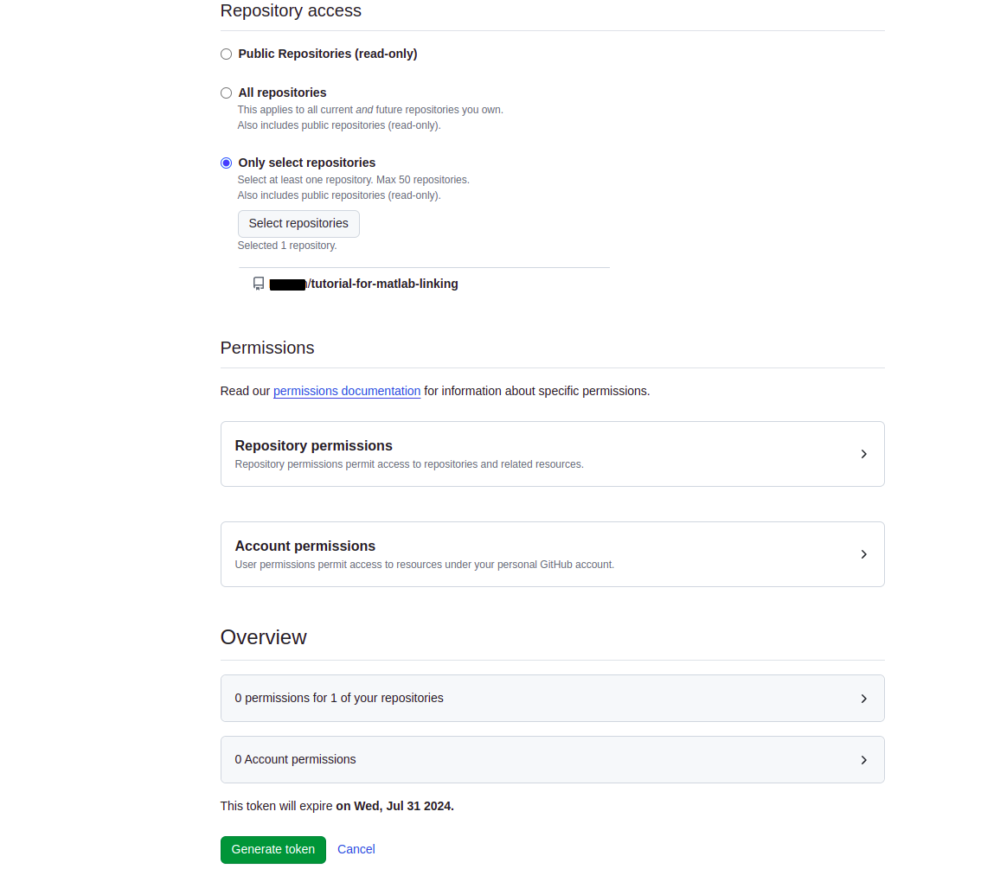 Repository access
Public Repositories (read-only)
All repositories
This applies to all current and future repositories you own.
Also includes public repositories (read-only).
Only select repositories
Select at least one repository. Max 50 repositories.
Also includes public repositories (read-only).
Select repositories
Selected 1 repository.
/tutorial-for-matlab-linking
Permissions
Read our permissions documentation for information about specific permissions.
Repository permissions
Repository permissions permit access to repositories and related resources.
Account permissions
User permissions permit access to resources under your personal GitHub account.
Overview
0 permissions for 1 of your repositories
0 Account permissions
This token will expire on Wed, Jul 31 2024.
Generate token Cancel